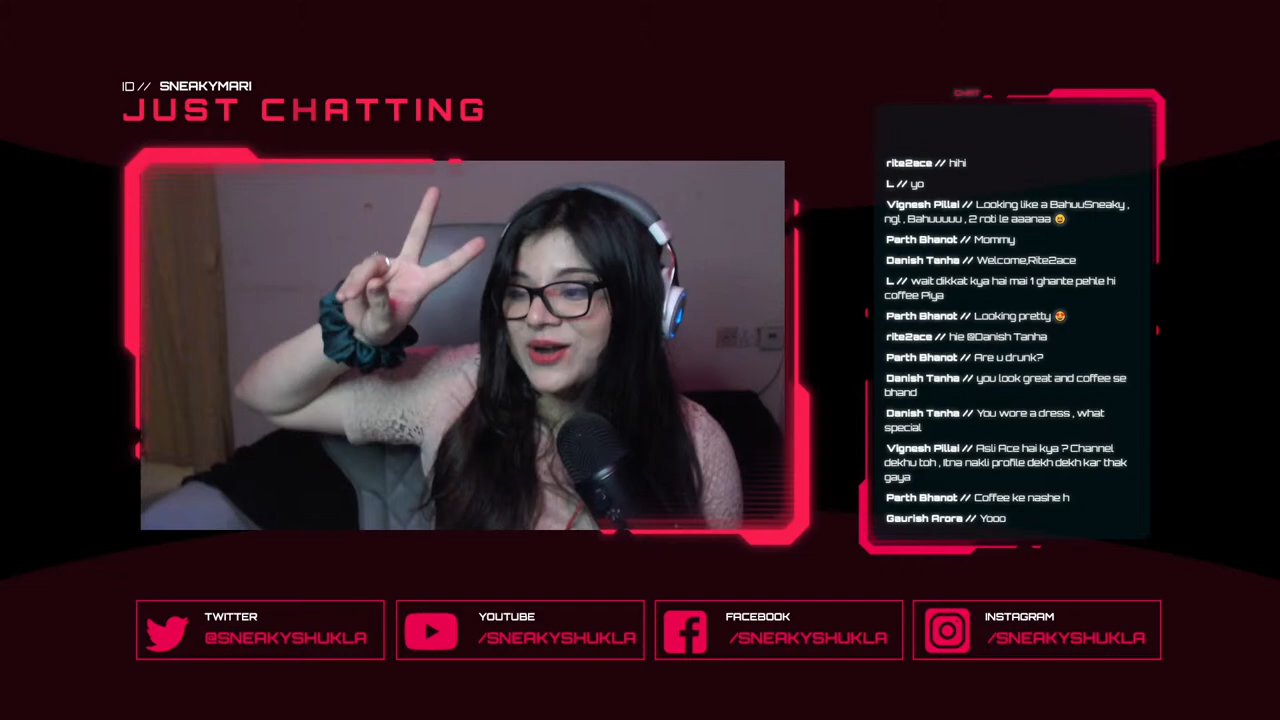 ID // SNEAKYMARI
JUST CHATTING
CHAT
rite2ace // hihi
L // yo
Vignesh Pillai // Looking like a BahuuSneaky ,
ngl , Bahuuuuu , 2 roti le aaanaa 😄
Parth Bhanot // Mommy
Danish Tanha // Welcome,Rite2ace
L // wait dikkat kya hai mai 1 ghante pehle hi
coffee Piya
Parth Bhanot // Looking pretty 😍
rite2ace // hie @Danish Tanha
Parth Bhanot // Are u drunk?
Danish Tanha // you look great and coffee se
bhand
Danish Tanha // You wore a dress , what
special
Vignesh Pillai // Asli Ace hai kya ? Channel
dekhu toh , itna nakli profile dekh dekh kar thak
gaya
Parth Bhanot // Coffee ke nashe h
Gaurish Arora // Yooo
TWITTER
@SNEAKYSHUKLA
YOUTUBE
/SNEAKYSHUKLA
FACEBOOK
/SNEAKYSHUKLA
INSTAGRAM
/SNEAKYSHUKLA